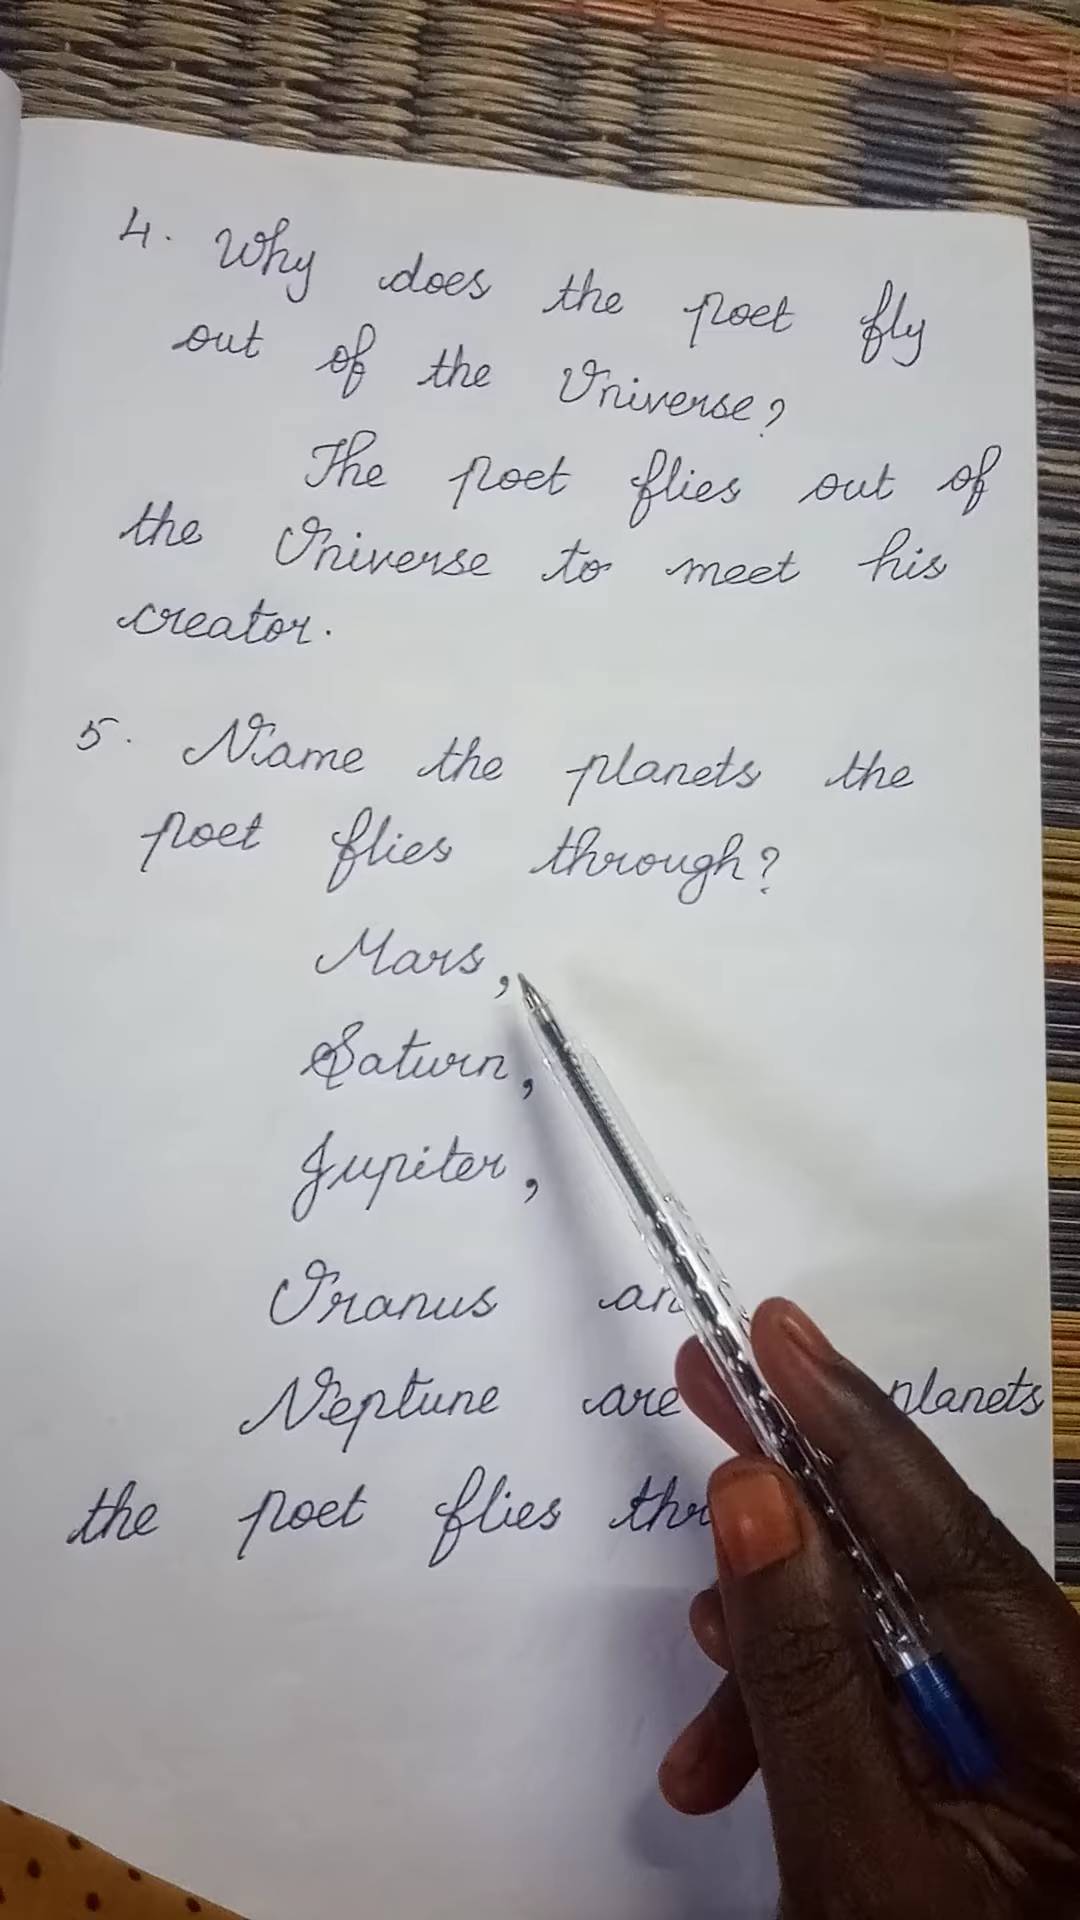 4. Why does the poet fly
out of the Universe?
The poet flies out of
the Universe to meet his
creator.
5. Name the planets the
poet flies through?
Mars,
Saturn,
Jupiter,
Uranus
Neptune are planets
the poet flies